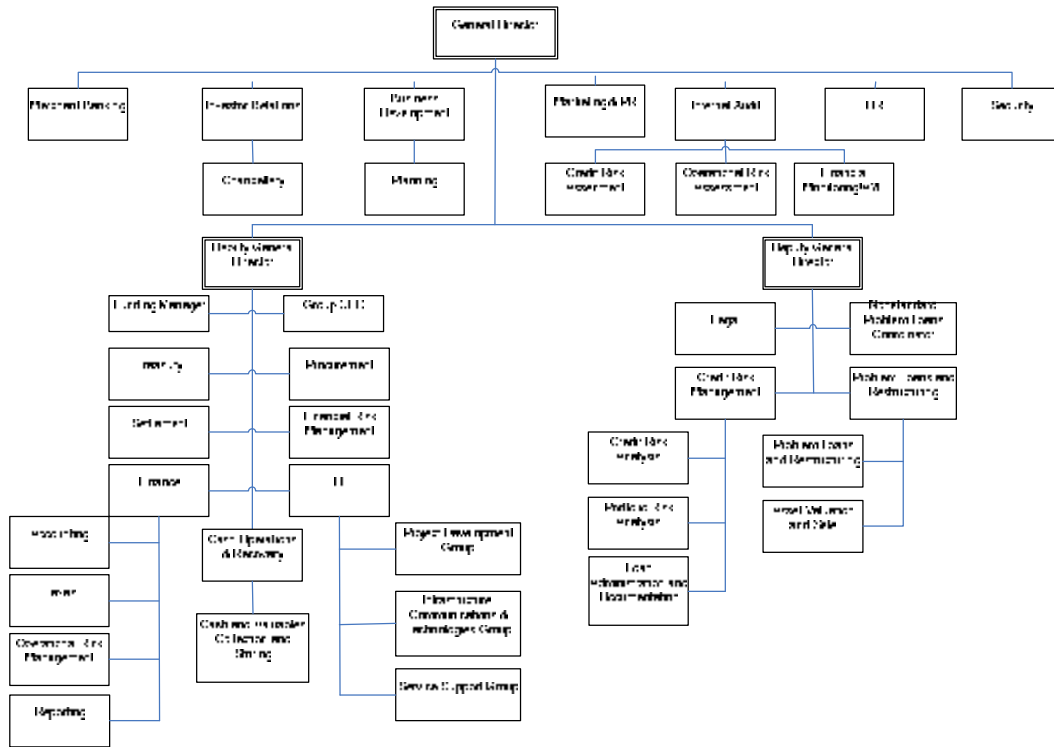 General Director
Investor Relations
Business
Development
Marketing & PR
Internal Audit
HR
Security
Chancellery
Planning
Credit Risk
Operational Risk
Assessment
Financial
Deputy General
Director
Deputy General
Director
Funding Manager
Group
Legal
Problem Loans
Coordinator
Treasury
Procurement
Credit Risk
Management
Problem Loans and
Restructuring
Settlement
Financial Risk
Management
Credit Risk
Analysis
Problem Loans
and Restructuring
Finance
IT
Portfolio Risk
Analysis
Asset Valuation
and Sale
Accounting
Cash Operations
& Recovery
Project Development
Group
Loan
Administration and
Documentation
Taxes
Infrastructure
Communications &
Technologies Group
Cash and Valuables
Collection and
Storing
Operational Risk
Management
Service Support Group
Reporting